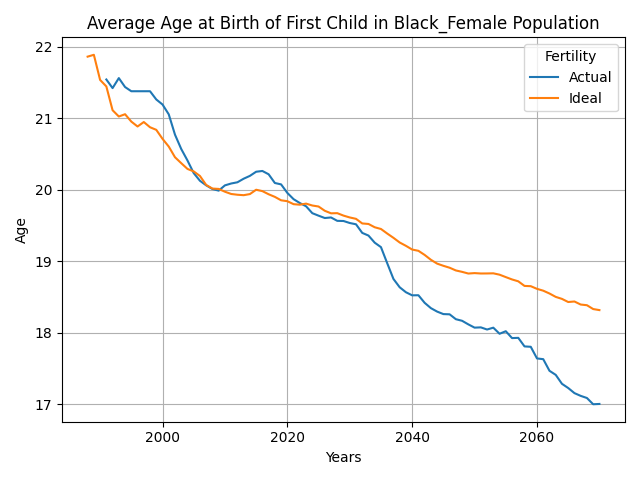 Average Age at Birth of First Child in Black_Female Population
Fertility
Actual
Ideal
Age
22
21
20
19
18
17
2000
2020
2040
2060
Years